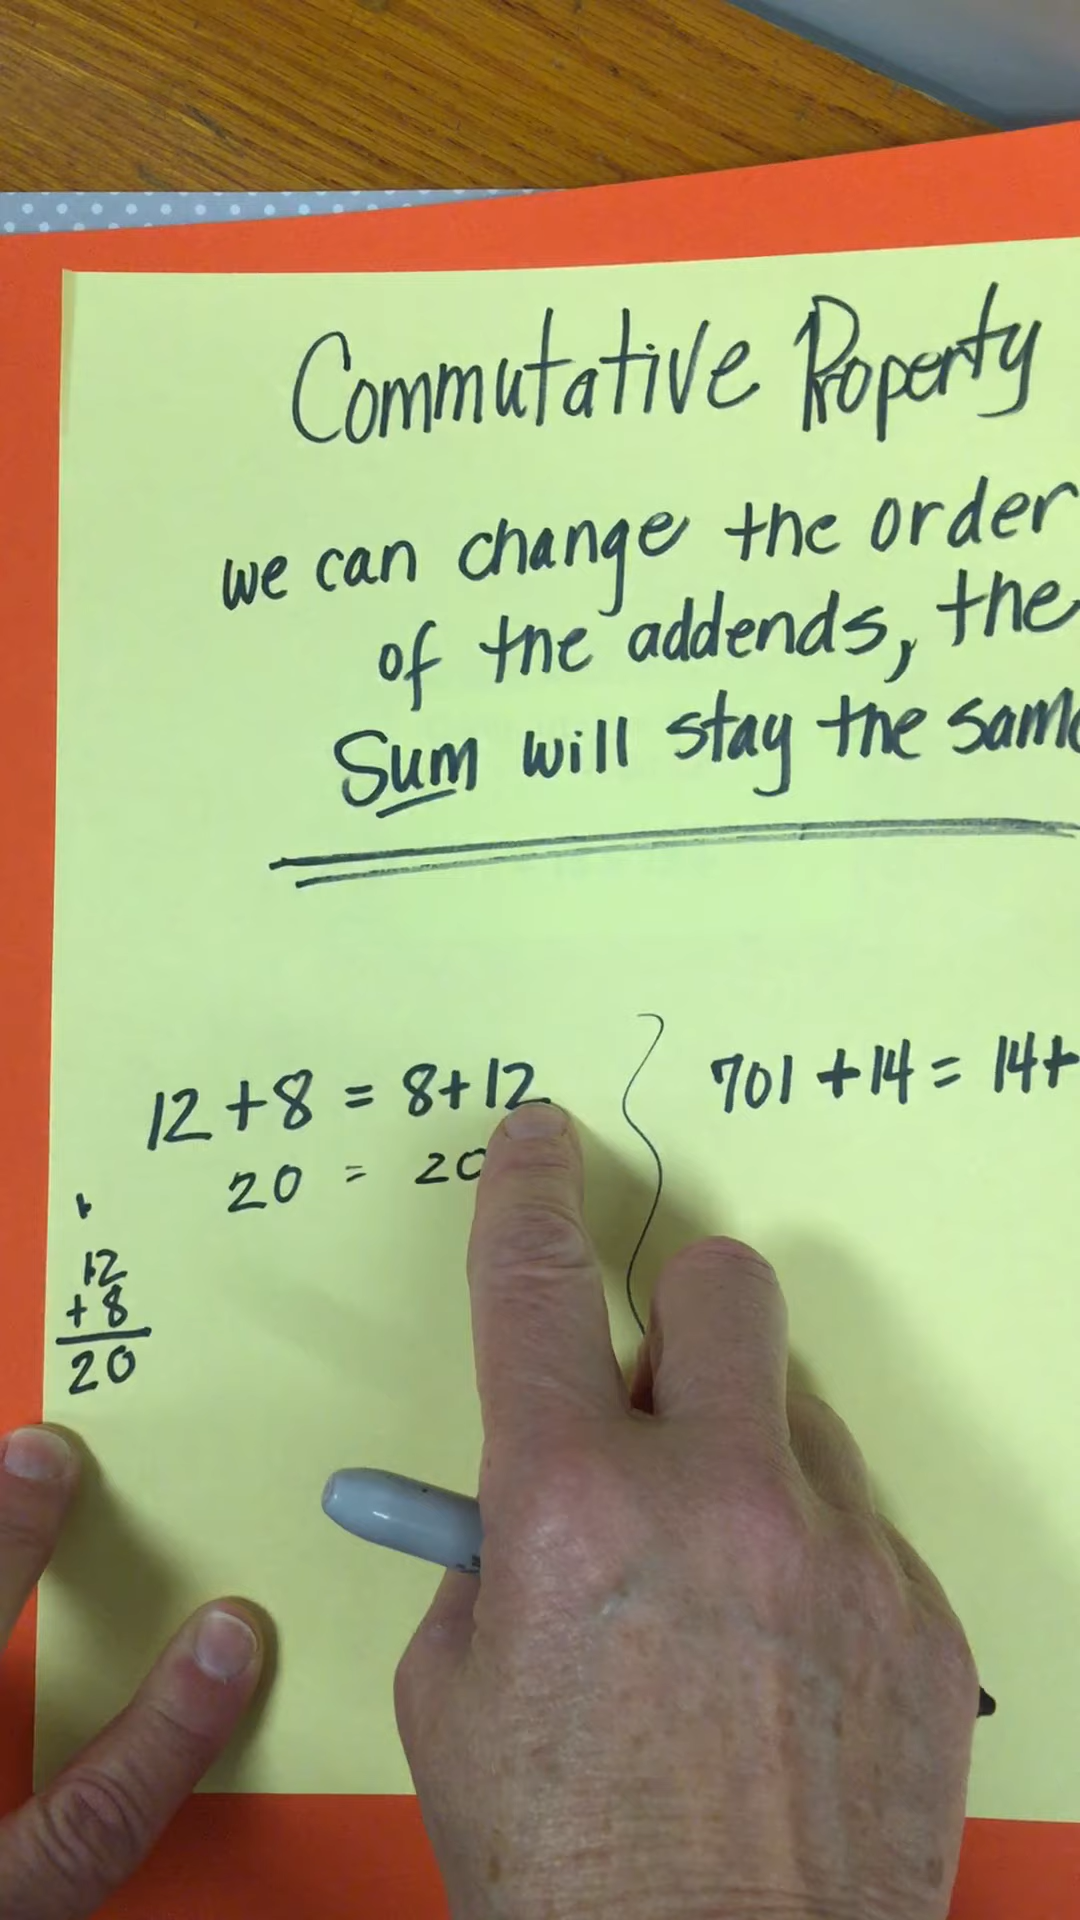 Commutative Property
we can change the order
of the addends, the
Sum will stay the same
12 + 8 = 8 + 12
20 = 20
701 + 14 = 14 +
1
12
+ 8
20